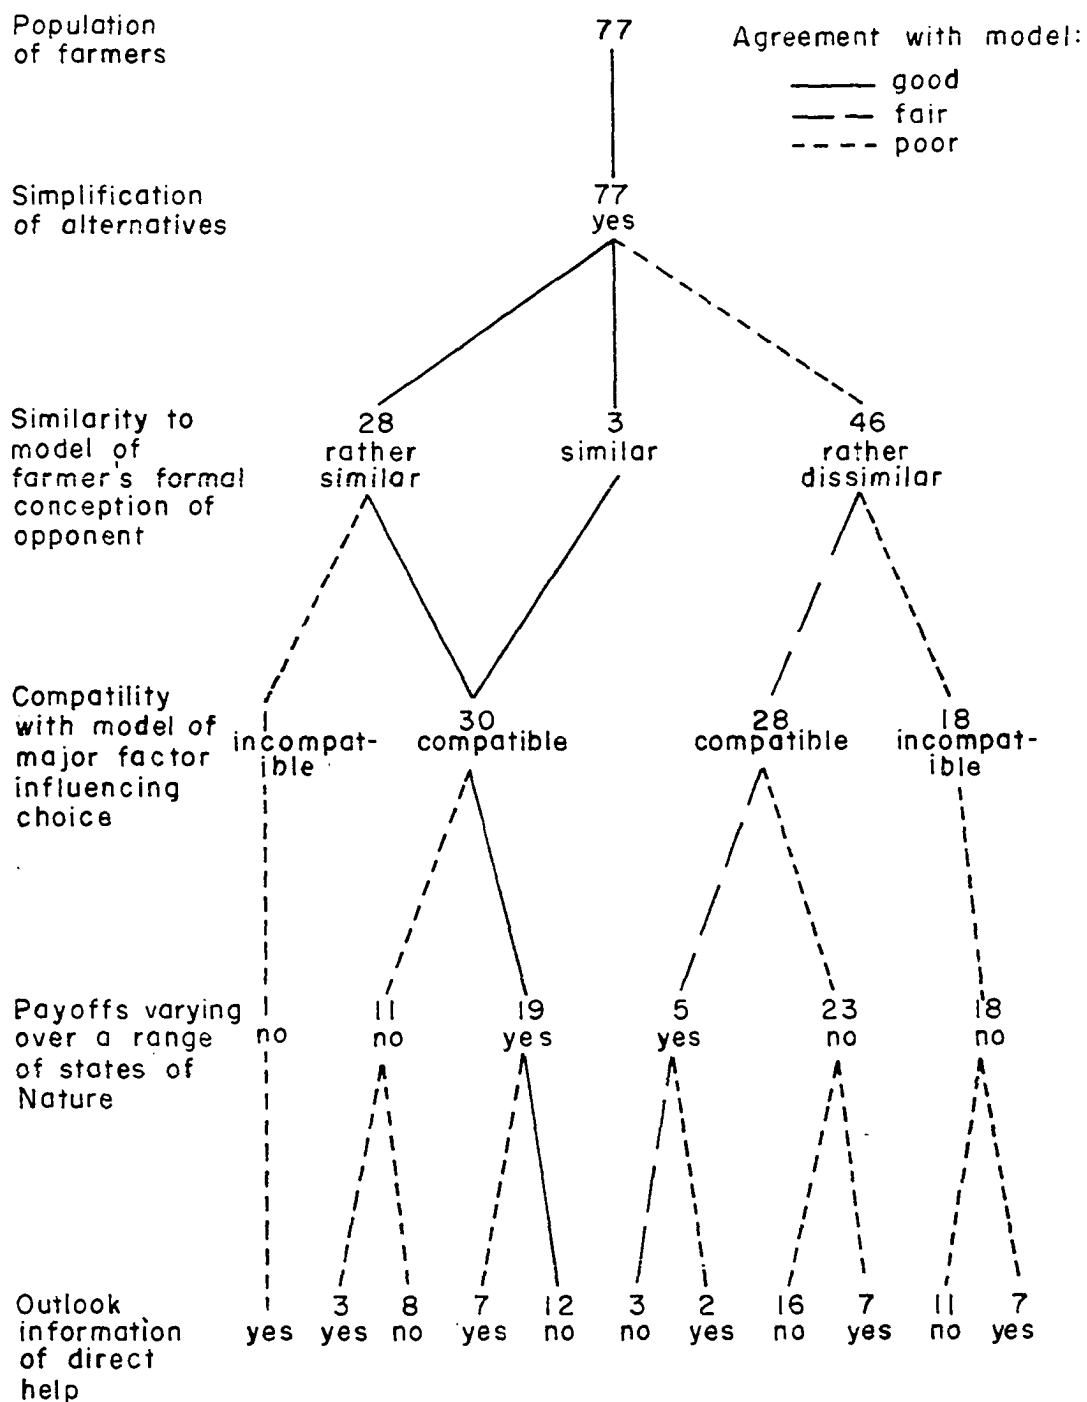 Population
of farmers
77
Agreement with model:
good
fair
poor
Simplification
of alternatives
77
yes
Similarity to
model of
farmer's formal
conception of
opponent
28
rather
similar
3
similar
46
rather
dissimilar
Compatility
with model of
major factor
influencing
choice
incompat-
ible
30
compatible
28
compatible
18
incompat-
ible
Payoffs varying
over a range
of states of
Nature
no
11
no
19
yes
5
yes
23
no
18
no
Outlook
information
of direct
help
yes
3
yes
8
no
7
yes
12
no
3
no
2
yes
16
no
7
yes
11
no
7
yes